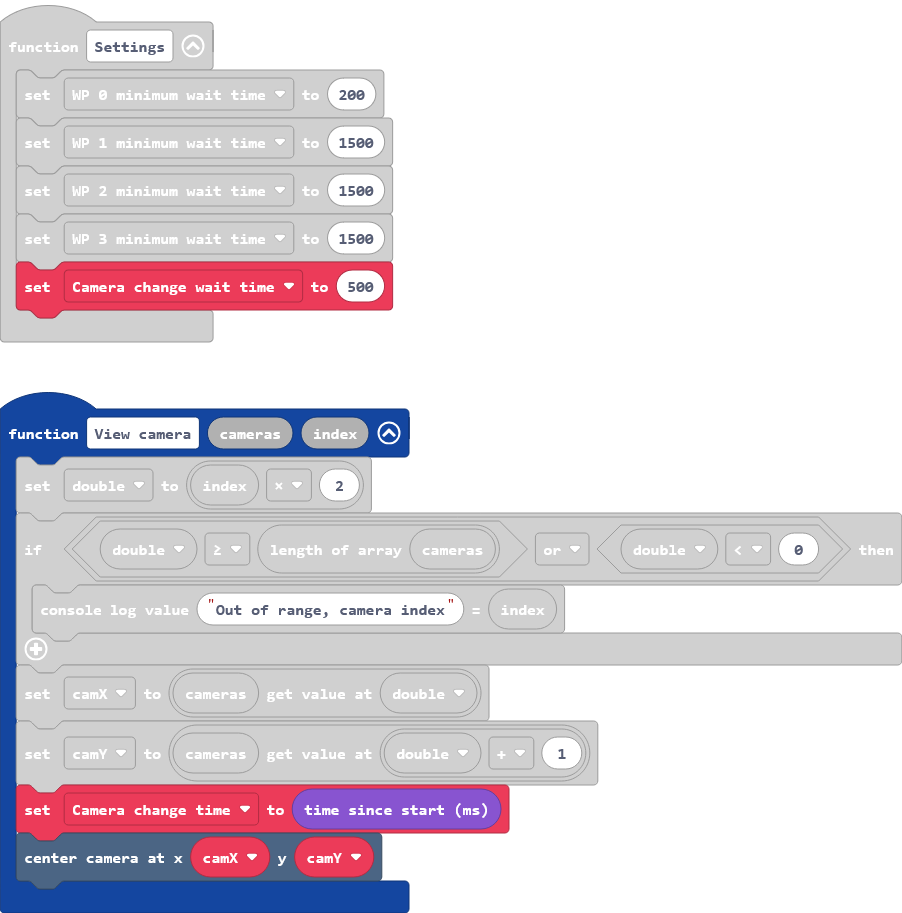 function Settings
set WP 0 minimum wait time to 200
set WP 1 minimum wait time to 1500
set WP 2 minimum wait time to 1500
set WP 3 minimum wait time to 1500
set Camera change wait time to 500
function View camera cameras index
set double to index × 2
if double ≥ length of array cameras or double < 0 then
console log value "Out of range, camera index" = index
set camX to cameras get value at double
set camY to cameras get value at double + 1
set Camera change time to time since start (ms)
center camera at x camX y camY